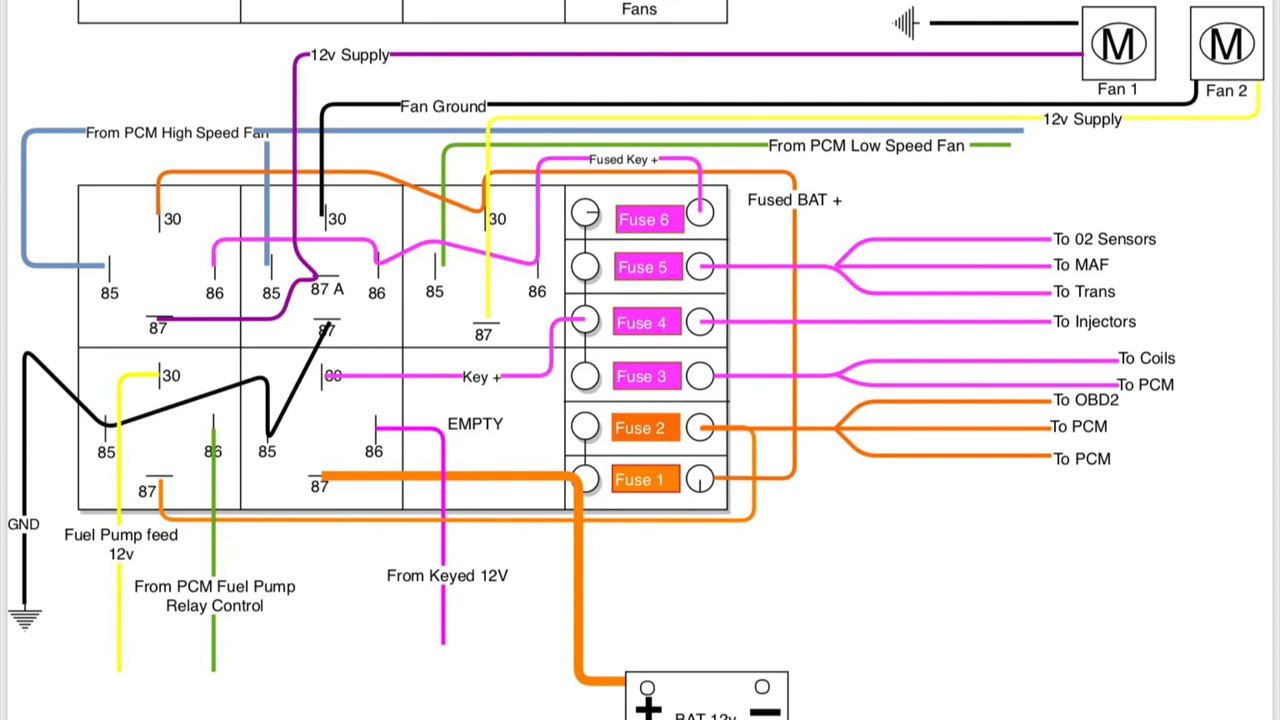 Fans
12v Supply
M
M
Fan 1
Fan 2
Fan Ground
12v Supply
From PCM High Speed Fan
From PCM Low Speed Fan
Fused Key +
Fused BAT +
30
30
30
Fuse 6
To 02 Sensors
Fuse 5
To MAF
85
86
85
87 A
86
85
86
To Trans
87
87
87
Fuse 4
To Injectors
30
Key +
Fuse 3
To Coils
To PCM
To OBD2
EMPTY
Fuse 2
To PCM
85
86
85
86
To PCM
87
87
Fuse 1
GND
Fuel Pump feed
12v
From PCM Fuel Pump
Relay Control
From Keyed 12V
+
BAT 12v